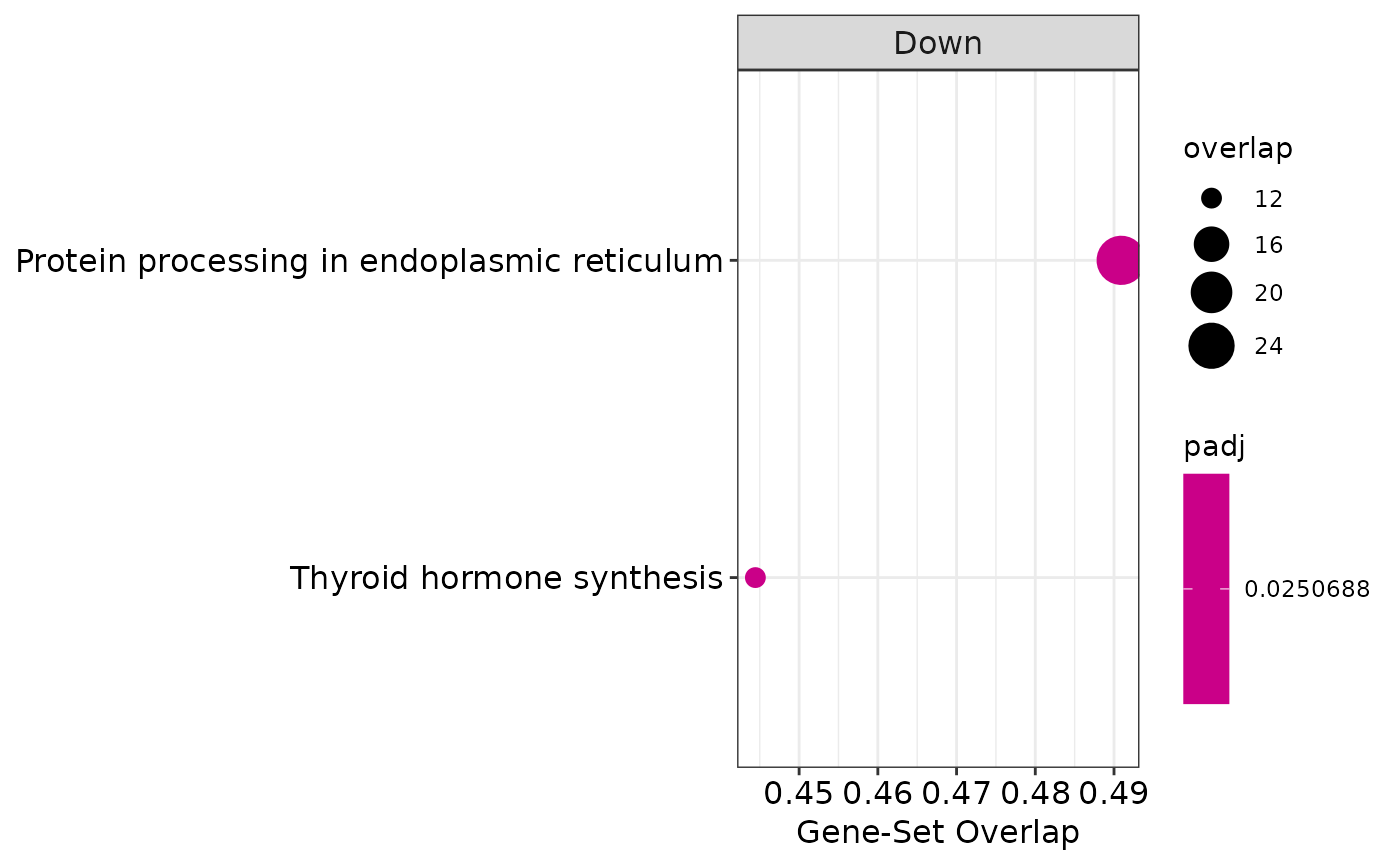 Down
Protein processing in endoplasmic reticulum
Thyroid hormone synthesis
0.45 0.46 0.47 0.48 0.49
Gene-Set Overlap
overlap
12
16
20
24
padj
0.0250688